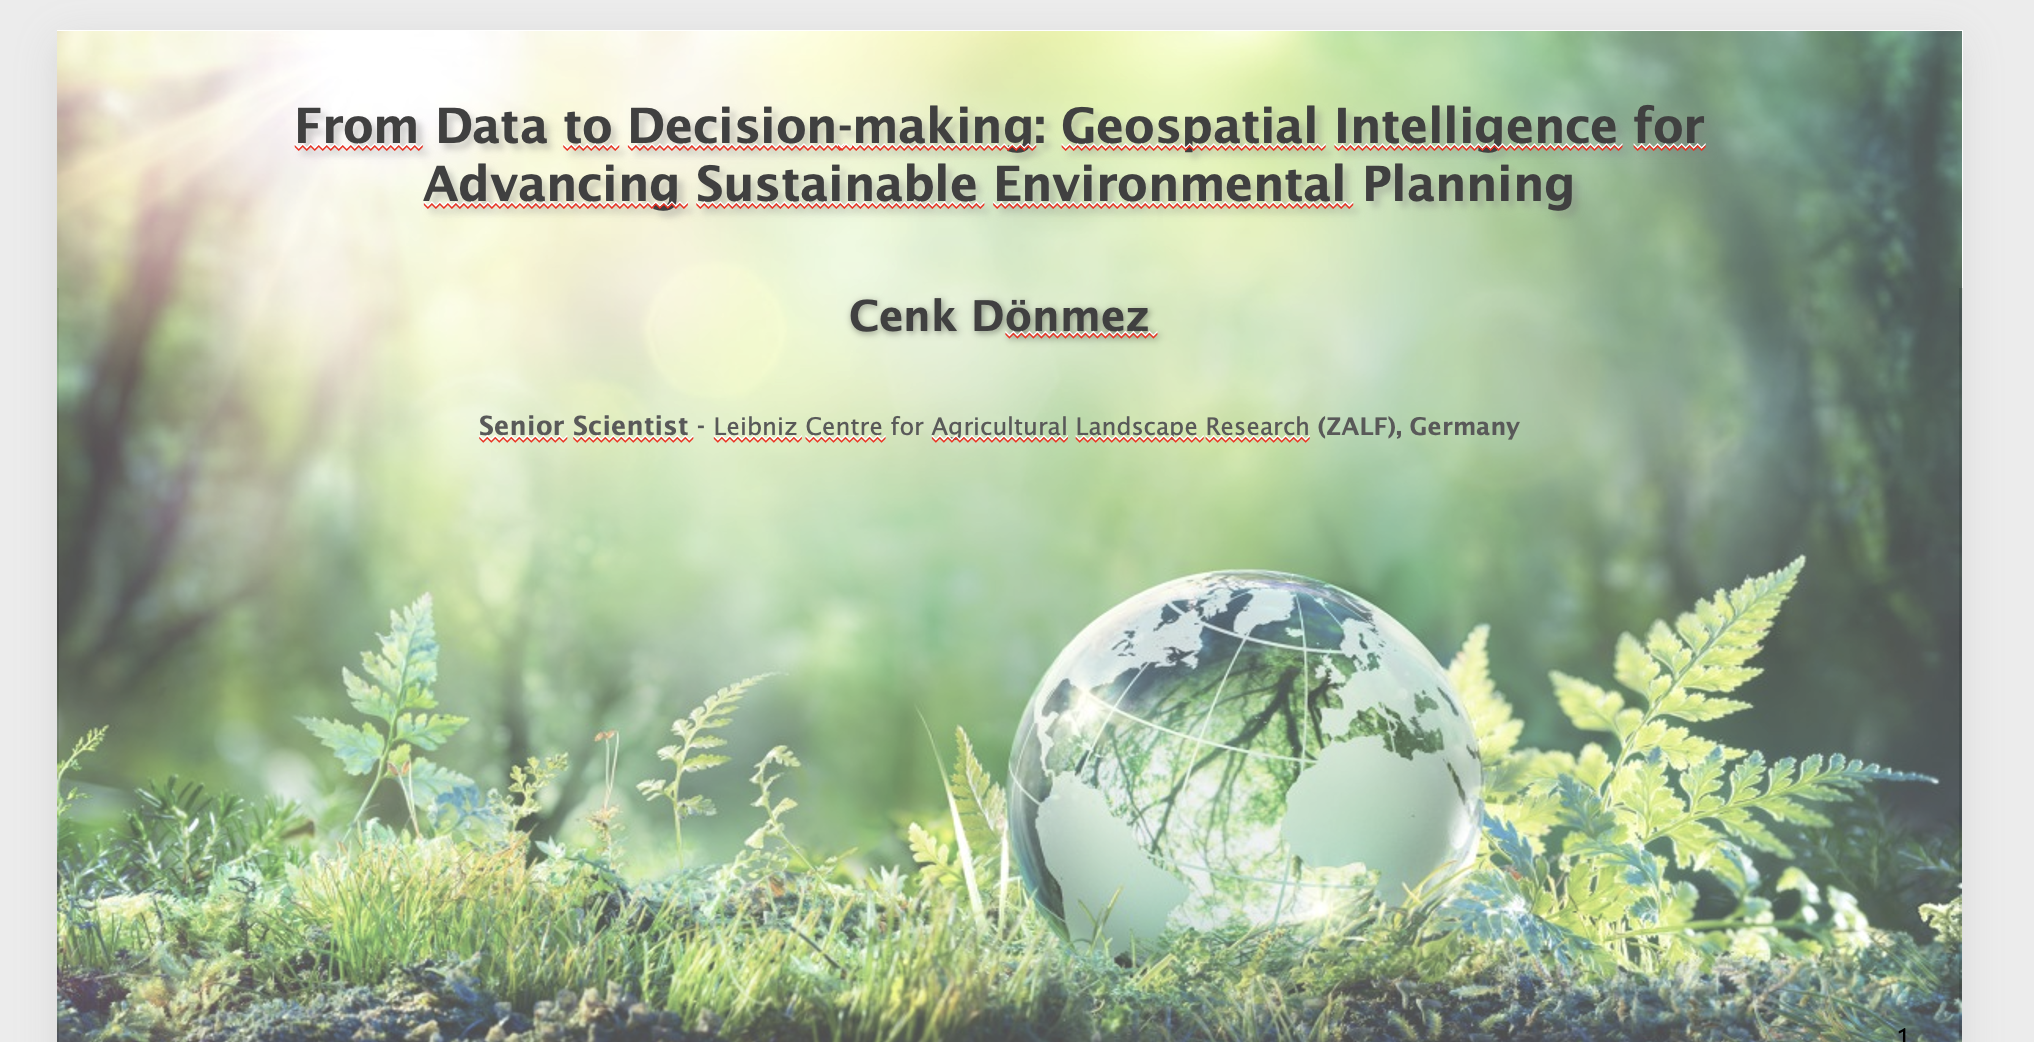 From Data to Decision-making: Geospatial Intelligence for
Advancing Sustainable Environmental Planning
Cenk Dönmez
Senior Scientist - Leibniz Centre for Agricultural Landscape Research (ZALF), Germany
1